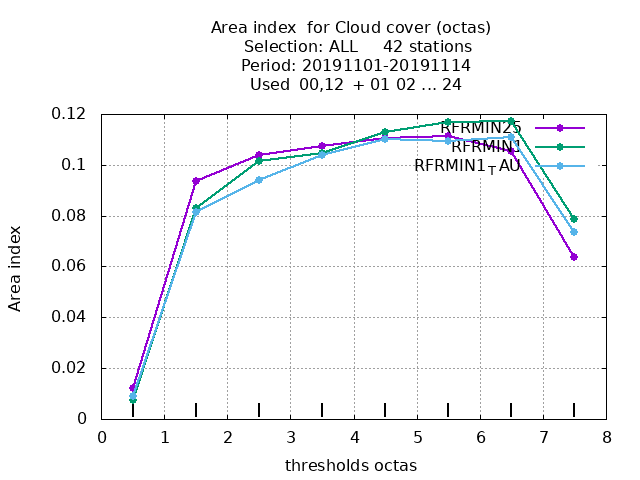 Area index  for Cloud cover (octas)
Selection: ALL     42 stations
Period: 20191101-20191114
Used  00,12  + 01 02 ... 24
RFRMIN25
RFRMIN1
RFRMIN1TAU
0.12
0.1
0.08
0.06
0.04
0.02
0
Area index
0 1 2 3 4 5 6 7 8
thresholds octas